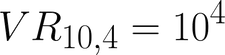 $VR_{10,4} = 10^4$